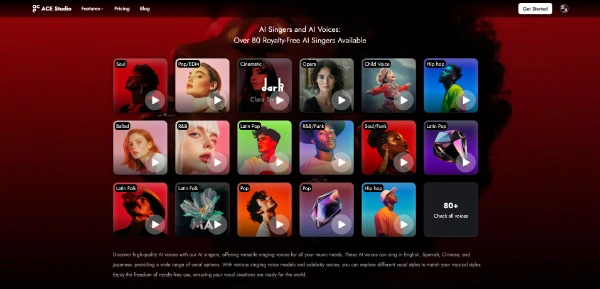 ACE Studio Features Pricing Blog Get Started
AI Singers and AI Voices:
Over 80 Royalty-Free AI Singers Available
Soul Pop/EDM Cinematic Opera Child Voice Hip hop
dark
Clara
Ballad R&B Latin Pop R&B/Funk Soul/Funk Latin Pop
Latin Folk Latin Folk Pop Pop Hip hop
80+
Check all voices
Discover high-quality AI voices with our AI singers, offering versatile singing voices for all your music needs. These AI voices can sing in English, Spanish, Chinese, and
Japanese, providing a wide range of vocal options. With various singing voice models and celebrity voices, you can explore different vocal styles to match your musical styles.
Enjoy the freedom of royalty-free use, ensuring your vocal creations are ready for the world.